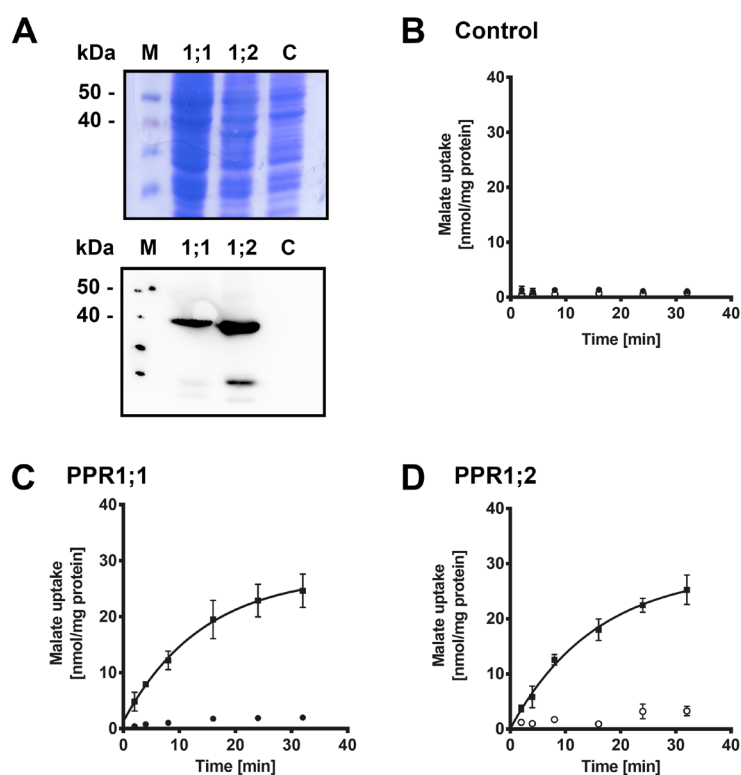 A
kDa M 1;1 1;2 C
50 -
40 -
kDa M 1;1 1;2 C
50 -
40 -
B Control
40
30
20
10
0
Malate uptake
[nmol/mg protein]
0 10 20 30 40
Time [min]
C PPR1;1
40
30
20
10
0
Malate uptake
[nmol/mg protein]
0 10 20 30 40
Time [min]
D PPR1;2
40
30
20
10
0
Malate uptake
[nmol/mg protein]
0 10 20 30 40
Time [min]